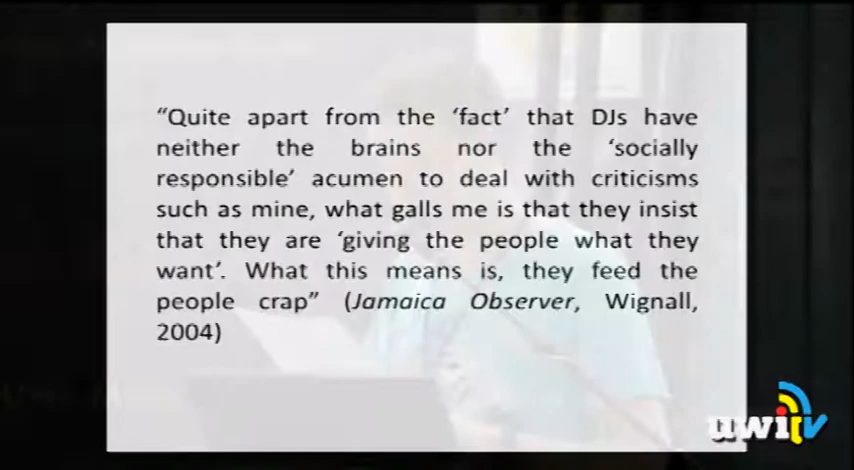 “Quite apart from the ‘fact’ that DJs have
neither the brains nor the ‘socially
responsible’ acumen to deal with criticisms
such as mine, what galls me is that they insist
that they are ‘giving the people what they
want’. What this means is, they feed the
people crap” (Jamaica Observer, Wignall,
2004)
uwitv